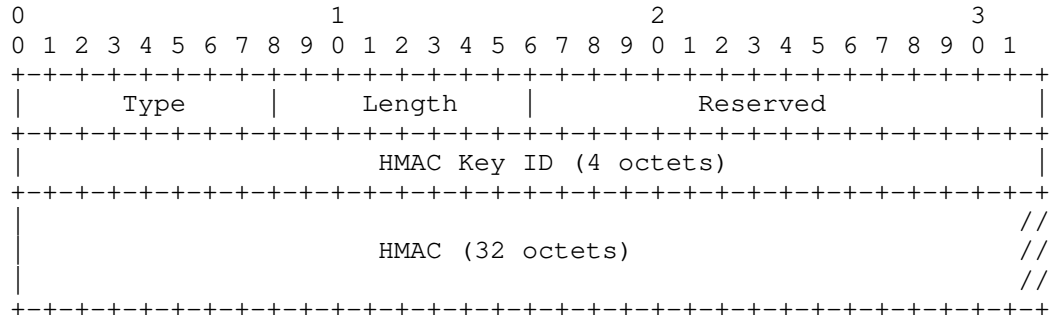 0                   1                   2                   3
 0 1 2 3 4 5 6 7 8 9 0 1 2 3 4 5 6 7 8 9 0 1 2 3 4 5 6 7 8 9 0 1
+-+-+-+-+-+-+-+-+-+-+-+-+-+-+-+-+-+-+-+-+-+-+-+-+-+-+-+-+-+-+-+-+
|      Type     |     Length    |          Reserved             |
+-+-+-+-+-+-+-+-+-+-+-+-+-+-+-+-+-+-+-+-+-+-+-+-+-+-+-+-+-+-+-+-+
|                      HMAC Key ID (4 octets)                   |
+-+-+-+-+-+-+-+-+-+-+-+-+-+-+-+-+-+-+-+-+-+-+-+-+-+-+-+-+-+-+-+-+
|                                                              //
|                      HMAC (32 octets)                        //
|                                                              //
+-+-+-+-+-+-+-+-+-+-+-+-+-+-+-+-+-+-+-+-+-+-+-+-+-+-+-+-+-+-+-+-+